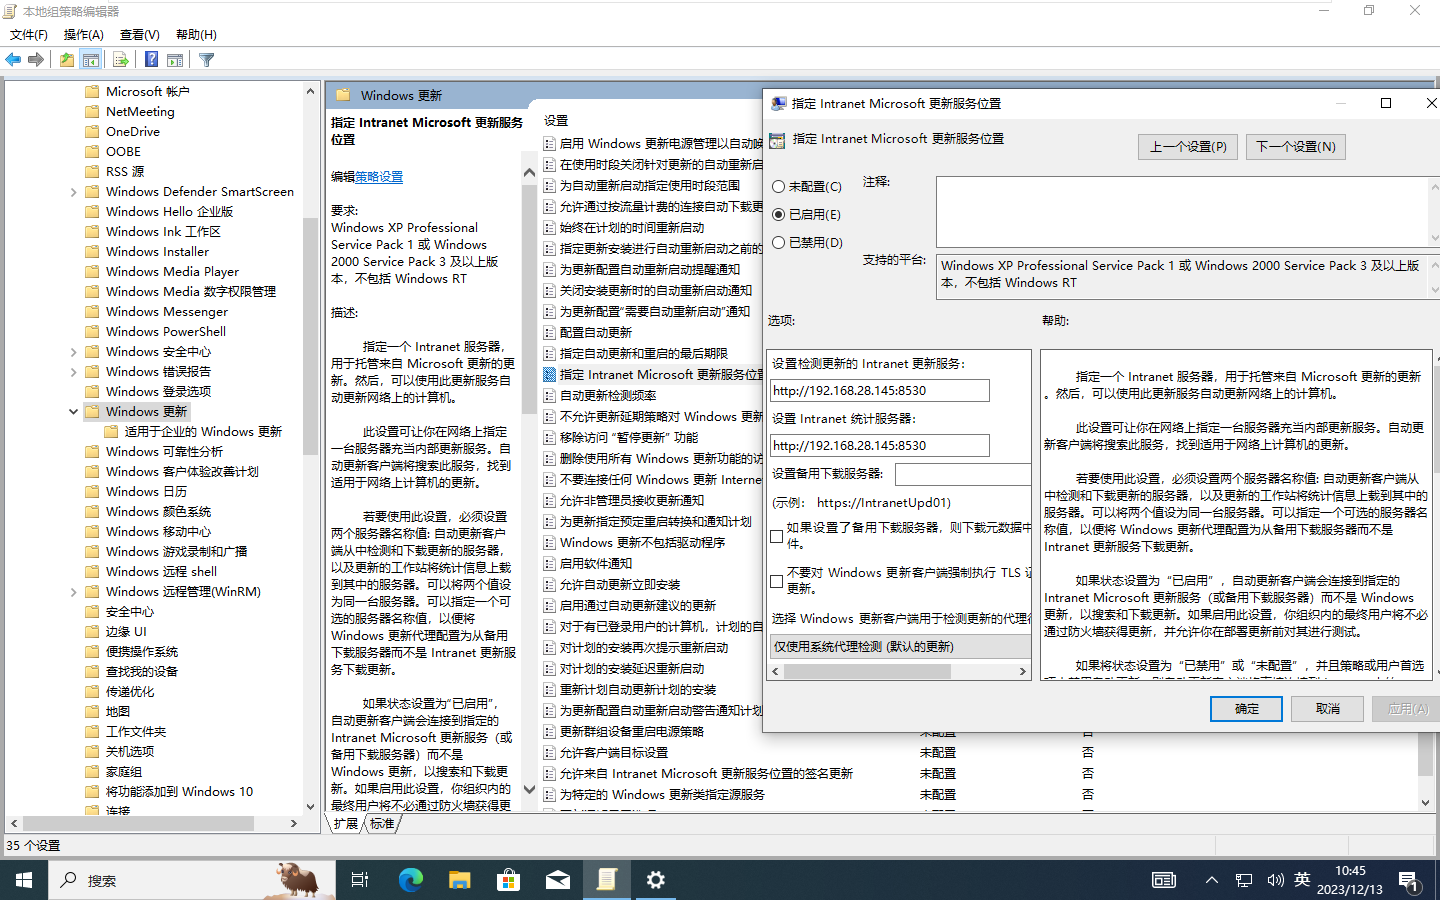 本地组策略编辑器
文件(F) 操作(A) 查看(V) 帮助(H)
Microsoft 帐户
NetMeeting
OneDrive
OOBE
RSS 源
Windows Defender SmartScreen
Windows Hello 企业版
Windows Ink 工作区
Windows Installer
Windows Media Player
Windows Media 数字权限管理
Windows Messenger
Windows PowerShell
Windows 安全中心
Windows 错误报告
Windows 登录选项
Windows 更新
适用于企业的 Windows 更新
Windows 可靠性分析
Windows 客户体验改善计划
Windows 日历
Windows 颜色系统
Windows 移动中心
Windows 游戏录制和广播
Windows 远程 shell
Windows 远程管理(WinRM)
安全中心
边缘 UI
便携操作系统
查找我的设备
传递优化
地图
工作文件夹
关机选项
家庭组
将功能添加到 Windows 10
连接
Windows 更新
指定 Intranet Microsoft 更新服务
位置
编辑策略设置
要求:
Windows XP Professional
Service Pack 1 或 Windows
2000 Service Pack 3 及以上版
本，不包括 Windows RT
描述:
指定一个 Intranet 服务器，
用于托管来自 Microsoft 更新的更
新。然后，可以使用此更新服务自
动更新网络上的计算机。
此设置可让你在网络上指定
一台服务器充当内部更新服务。自
动更新客户端将搜索此服务，找到
适用于网络上计算机的更新。
若要使用此设置，必须设置
两个服务器名称值: 自动更新客户
端从中检测和下载更新的服务器，
以及更新的工作站将统计信息上载
到其中的服务器。可以将两个值设
为同一台服务器。可以指定一个可
选的服务器名称值，以便将
Windows 更新代理配置为从备用
下载服务器而不是 Intranet 更新服
务下载更新。
如果状态设置为“已启用”，
自动更新客户端会连接到指定的
Intranet Microsoft 更新服务（或
备用下载服务器）而不是
Windows 更新，以搜索和下载更
新。如果启用此设置，你组织内的
最终用户将不必通过防火墙获得更
设置
启用 Windows 更新电源管理以自动唤
在使用时段关闭针对更新的自动重新启
为自动重新启动指定使用时段范围
允许通过按流量计费的连接自动下载更
始终在计划的时间重新启动
指定更新安装进行自动重新启动之前的
为更新配置自动重新启动提醒通知
关闭安装更新时的自动重新启动通知
为更新配置“需要自动重新启动”通知
配置自动更新
指定自动更新和重启的最后期限
指定 Intranet Microsoft 更新服务位置
自动更新检测频率
不允许更新延期策略对 Windows 更新
移除访问 “暂停更新” 功能
删除使用所有 Windows 更新功能的访
不要连接任何 Windows 更新 Internet
允许非管理员接收更新通知
为更新指定预定重启转换和通知计划
Windows 更新不包括驱动程序
启用软件通知
允许自动更新立即安装
启用通过自动更新建议的更新
对于有已登录用户的计算机，计划的自
对计划的安装再次提示重新启动
对计划的安装延迟重新启动
重新计划自动更新计划的安装
为更新配置自动重新启动警告通知计划
更新群组设备重启电源策略 未配置 否
允许客户端目标设置 未配置 否
允许来自 Intranet Microsoft 更新服务位置的签名更新 未配置 否
为特定的 Windows 更新类指定源服务 未配置 否
扩展 标准
35 个设置
指定 Intranet Microsoft 更新服务位置
指定 Intranet Microsoft 更新服务位置
上一个设置(P) 下一个设置(N)
未配置(C) 注释:
已启用(E)
已禁用(D)
支持的平台:
Windows XP Professional Service Pack 1 或 Windows 2000 Service Pack 3 及以上版
本，不包括 Windows RT
选项: 帮助:
设置检测更新的 Intranet 更新服务:
http://192.168.28.145:8530
设置 Intranet 统计服务器:
http://192.168.28.145:8530
设置备用下载服务器:
(示例: https://IntranetUpd01)
如果设置了备用下载服务器，则下载元数据中
件。
不要对 Windows 更新客户端强制执行 TLS 证
更新。
选择 Windows 更新客户端用于检测更新的代理行
仅使用系统代理检测 (默认的更新)
指定一个 Intranet 服务器，用于托管来自 Microsoft 更新的更新
。然后，可以使用此更新服务自动更新网络上的计算机。
此设置可让你在网络上指定一台服务器充当内部更新服务。自动更
新客户端将搜索此服务，找到适用于网络上计算机的更新。
若要使用此设置，必须设置两个服务器名称值: 自动更新客户端从
中检测和下载更新的服务器，以及更新的工作站将统计信息上载到其中的
服务器。可以将两个值设为同一台服务器。可以指定一个可选的服务器名
称值，以便将 Windows 更新代理配置为从备用下载服务器而不是
Intranet 更新服务下载更新。
如果状态设置为“已启用”，自动更新客户端会连接到指定的
Intranet Microsoft 更新服务（或备用下载服务器）而不是 Windows
更新，以搜索和下载更新。如果启用此设置，你组织内的最终用户将不必
通过防火墙获得更新，并允许你在部署更新前对其进行测试。
如果将状态设置为“已禁用”或“未配置”，并且策略或用户首选
确定 取消 应用(A)
搜索
英
10:45
2023/12/13
1